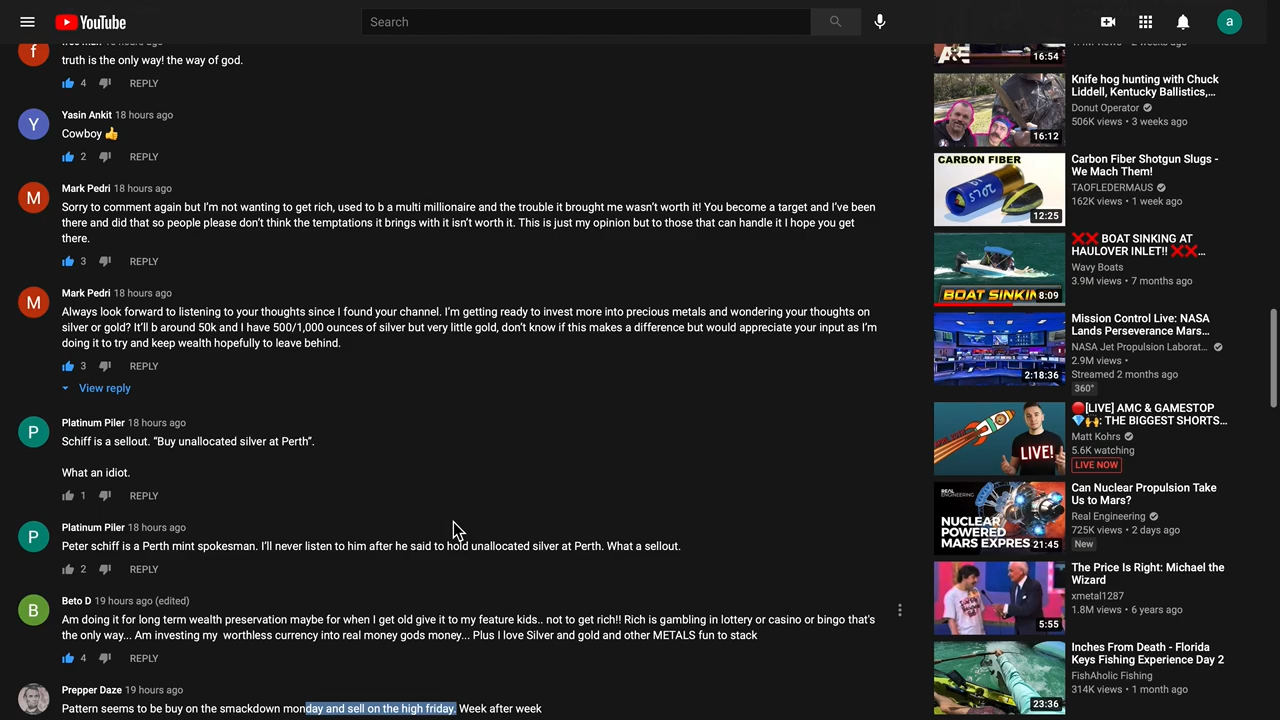 YouTube
Search
a
f
18 hours ago
truth is the only way! the way of god.
4 REPLY
Y
Yasin Ankit 18 hours ago
Cowboy 👍
2 REPLY
M
Mark Pedri 18 hours ago
Sorry to comment again but I'm not wanting to get rich, used to b a multi millionaire and the trouble it brought me wasn't worth it! You become a target and I've been
there and did that so people please don't think the temptations it brings with it isn't worth it. This is just my opinion but to those that can handle it I hope you get
there.
3 REPLY
M
Mark Pedri 18 hours ago
Always look forward to listening to your thoughts since I found your channel. I'm getting ready to invest more into precious metals and wondering your thoughts on
silver or gold? It'll b around 50k and I have 500/1,000 ounces of silver but very little gold, don't know if this makes a difference but would appreciate your input as I'm
doing it to try and keep wealth hopefully to leave behind.
3 REPLY
View reply
P
Platinum Piler 18 hours ago
Schiff is a sellout. “Buy unallocated silver at Perth”.
What an idiot.
1 REPLY
P
Platinum Piler 18 hours ago
Peter schiff is a Perth mint spokesman. I'll never listen to him after he said to hold unallocated silver at Perth. What a sellout.
2 REPLY
B
Beto D 19 hours ago (edited)
Am doing it for long term wealth preservation maybe for when I get old give it to my feature kids.. not to get rich!! Rich is gambling in lottery or casino or bingo that's
the only way... Am investing my worthless currency into real money gods money... Plus I love Silver and gold and other METALS fun to stack
4 REPLY
Prepper Daze 19 hours ago
Pattern seems to be buy on the smackdown monday and sell on the high friday. Week after week
A&E
16:54
views • 2 weeks ago
16:12
Knife hog hunting with Chuck
Liddell, Kentucky Ballistics,...
Donut Operator
506K views • 3 weeks ago
CARBON FIBER
12:25
Carbon Fiber Shotgun Slugs -
We Mach Them!
TAOFLEDERMAUS
162K views • 1 week ago
BOAT SINKIN
8:09
❌❌ BOAT SINKING AT
HAULOVER INLET!! ❌❌...
Wavy Boats
3.9M views • 7 months ago
2:18:36
Mission Control Live: NASA
Lands Perseverance Mars...
NASA Jet Propulsion Laborat...
2.9M views •
Streamed 2 months ago
360°
LIVE!
🔴[LIVE] AMC & GAMESTOP
💎🙌: THE BIGGEST SHORTS...
Matt Kohrs
5.6K watching
LIVE NOW
REAL ENGINEERING
NUCLEAR
POWERED
MARS EXPRES
21:45
Can Nuclear Propulsion Take
Us to Mars?
Real Engineering
725K views • 2 days ago
New
5:55
The Price Is Right: Michael the
Wizard
xmetal1287
1.8M views • 6 years ago
23:36
Inches From Death - Florida
Keys Fishing Experience Day 2
FishAholic Fishing
314K views • 1 month ago